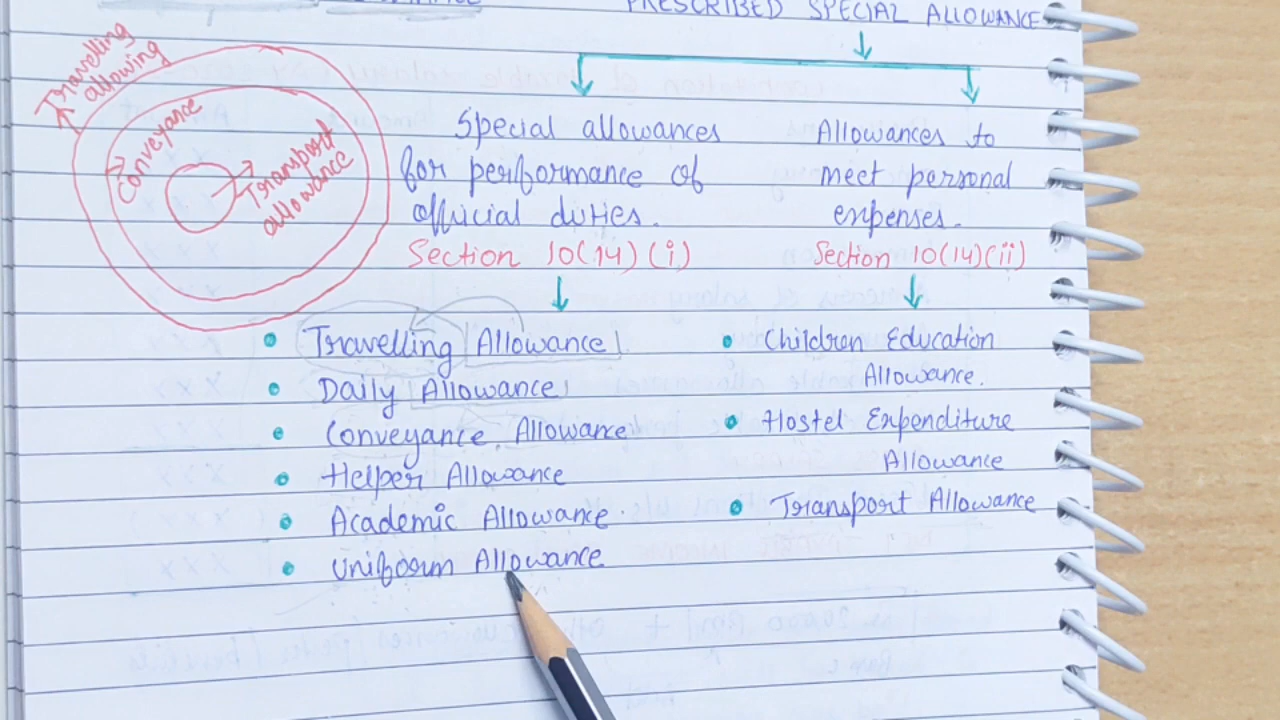 PRESCRIBED SPECIAL ALLOWANCE
Travelling
allowing
Conveyance
Transport
allowance
Special allowances
for performance of
official duties.
Section 10(14)(i)
Allowances to
meet personal
expenses.
Section 10(14)(ii)
• Travelling Allowance
• Daily Allowance
• Conveyance Allowance
• Helper Allowance
• Academic Allowance
• Uniform Allowance
• Children Education
Allowance.
• Hostel Expenditure
Allowance
• Transport Allowance